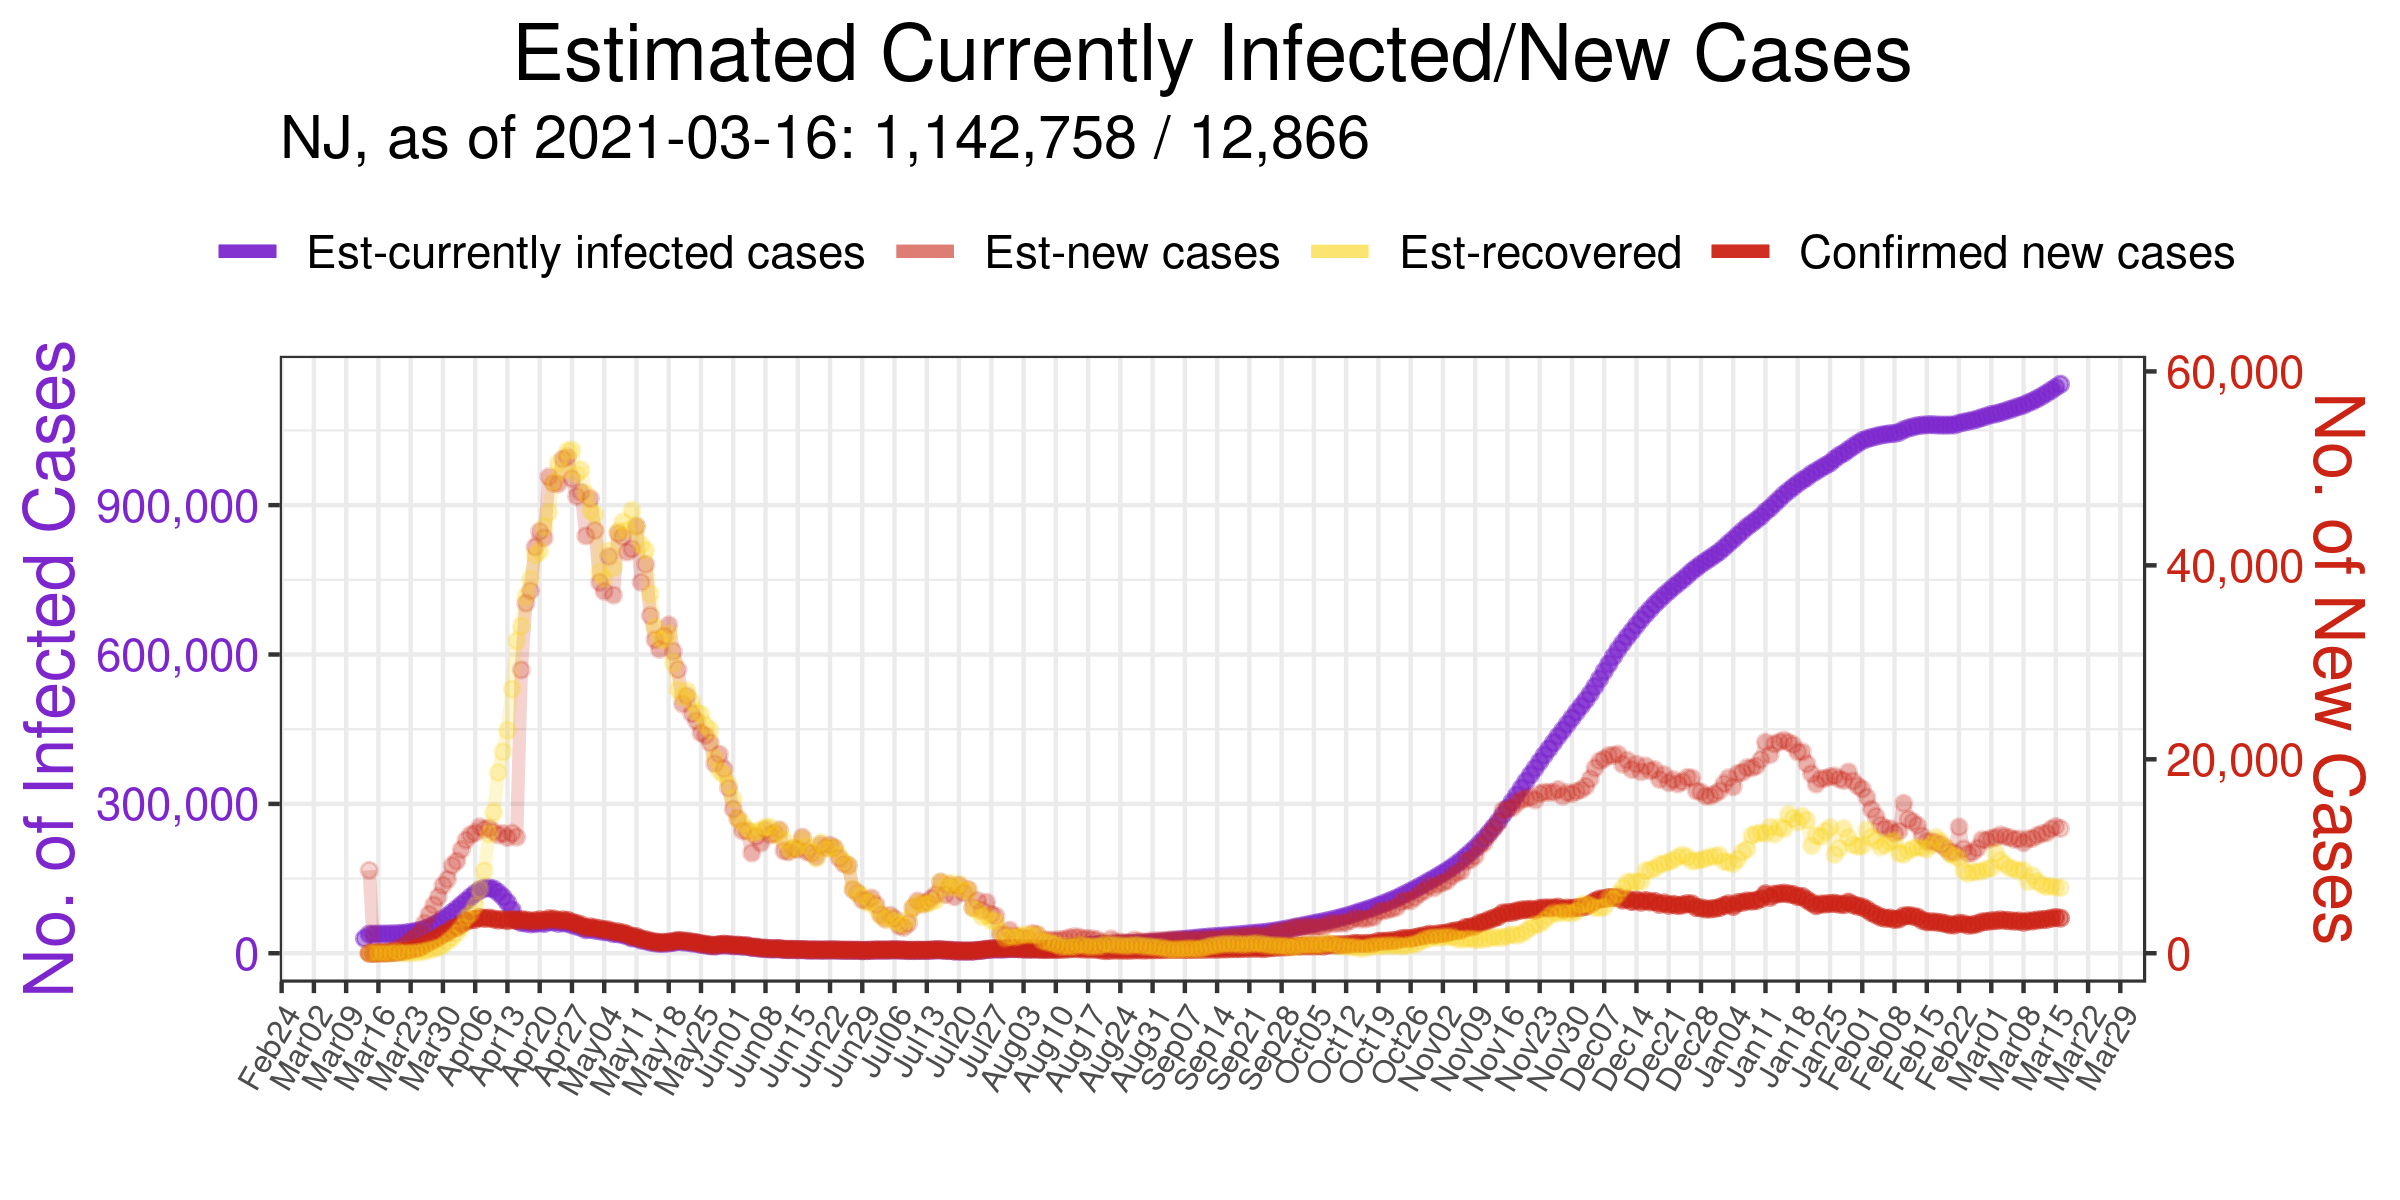 Estimated Currently Infected/New Cases
NJ, as of 2021-03-16: 1,142,758 / 12,866
Est-currently infected cases Est-new cases Est-recovered Confirmed new cases
No. of Infected Cases
900,000
600,000
300,000
0
60,000
40,000
20,000
0
No. of New Cases
Feb24 Mar02 Mar09 Mar16 Mar23 Mar30 Apr06 Apr13 Apr20 Apr27 May04 May11 May18 May25 Jun01 Jun08 Jun15 Jun22 Jun29 Jul06 Jul13 Jul20 Jul27 Aug03 Aug10 Aug17 Aug24 Aug31 Sep07 Sep14 Sep21 Sep28 Oct05 Oct12 Oct19 Oct26 Nov02 Nov09 Nov16 Nov23 Nov30 Dec07 Dec14 Dec21 Dec28 Jan04 Jan11 Jan18 Jan25 Feb01 Feb08 Feb15 Feb22 Mar01 Mar08 Mar15 Mar22 Mar29